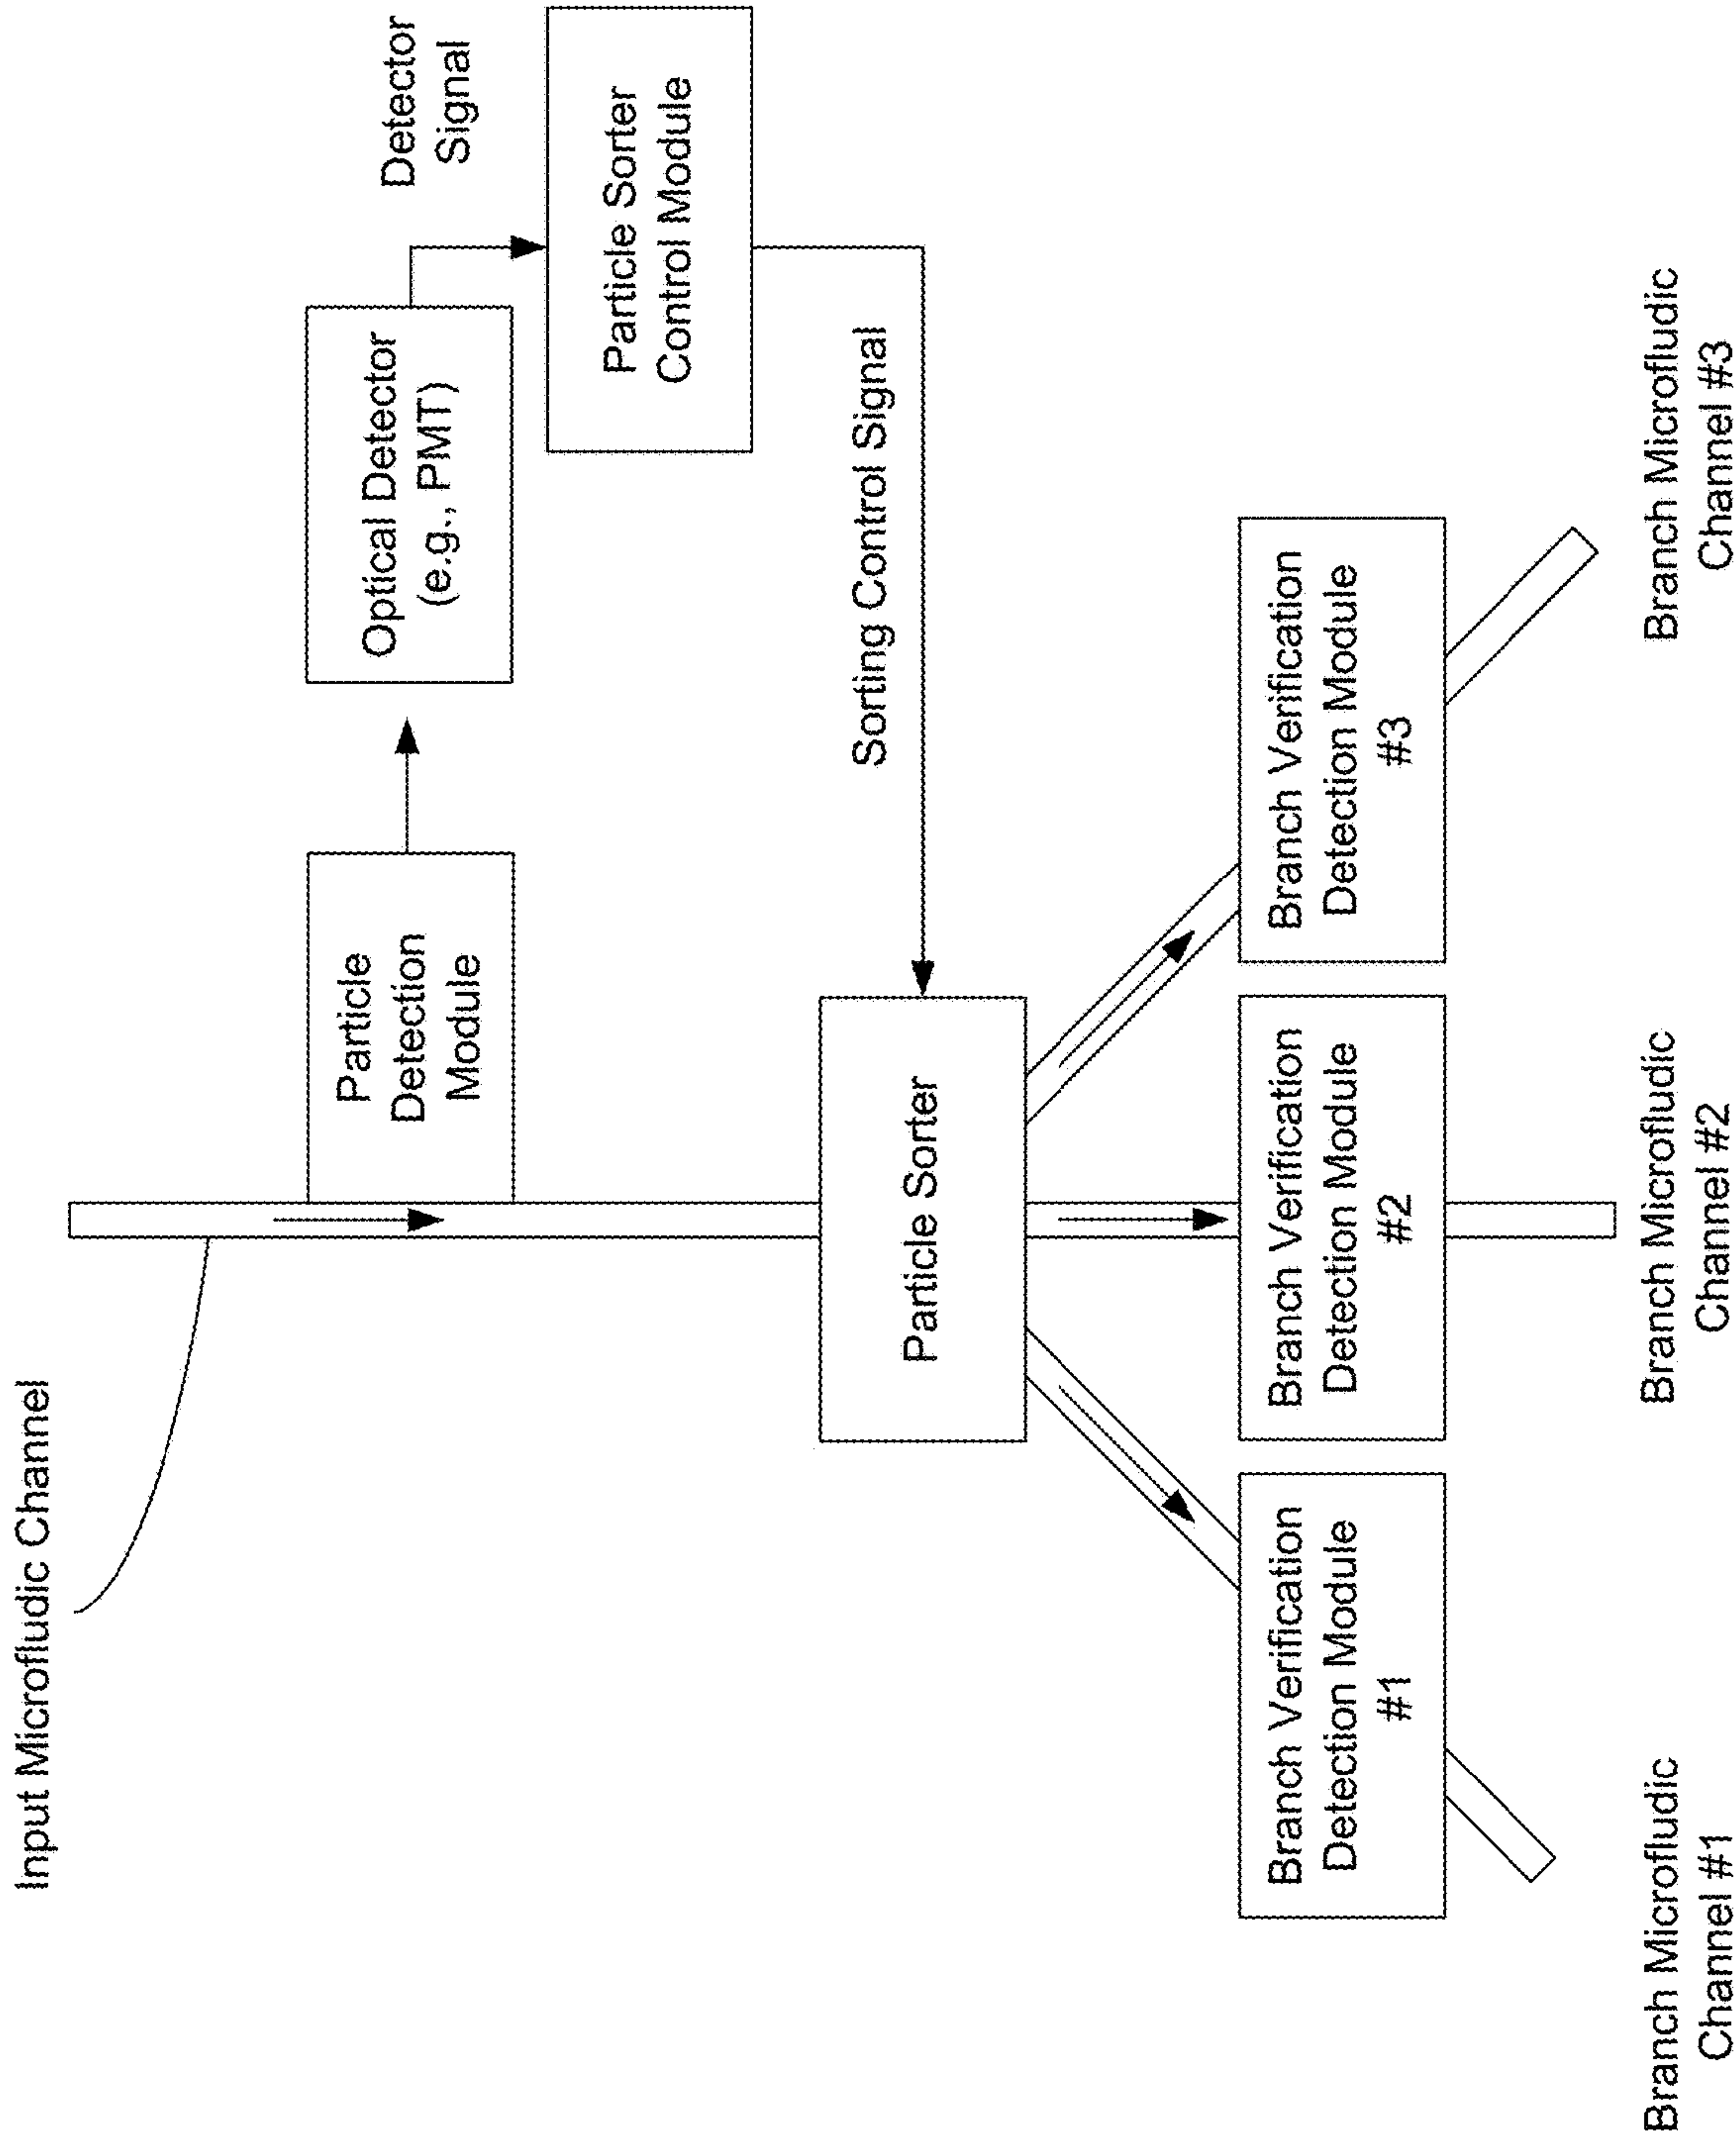 Input Microfludic Channel
Particle
Detection
Module
Optical Detector
(e.g., PMT)
Detector
Signal
Particle Sorter
Control Module
Sorting Control Signal
Particle Sorter
Branch Verification
Detection Module
#1
Branch Verification
Detection Module
#2
Branch Verification
Detection Module
#3
Branch Microfludic
Channel #1
Branch Microfludic
Channel #2
Branch Microfludic
Channel #3